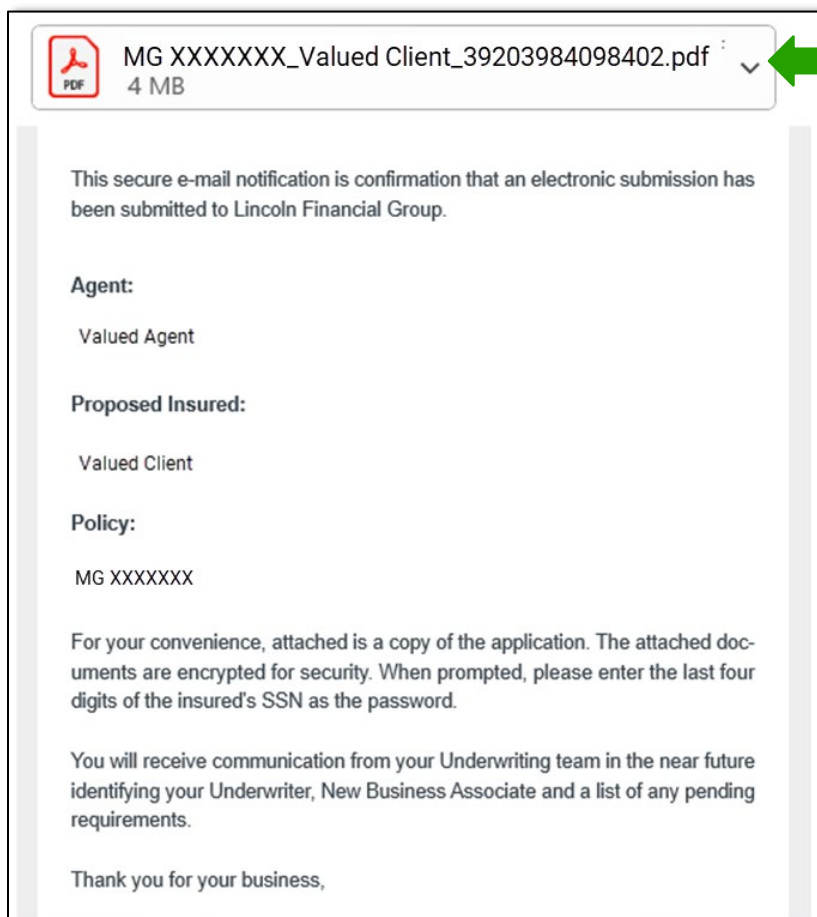 MG XXXXXXX_Valued Client_39203984098402.pdf
PDF
4 MB
This secure e-mail notification is confirmation that an electronic submission has
been submitted to Lincoln Financial Group.
Agent:
Valued Agent
Proposed Insured:
Valued Client
Policy:
MG XXXXXXX
For your convenience, attached is a copy of the application. The attached doc-
uments are encrypted for security. When prompted, please enter the last four
digits of the insured's SSN as the password.
You will receive communication from your Underwriting team in the near future
identifying your Underwriter, New Business Associate and a list of any pending
requirements.
Thank you for your business,